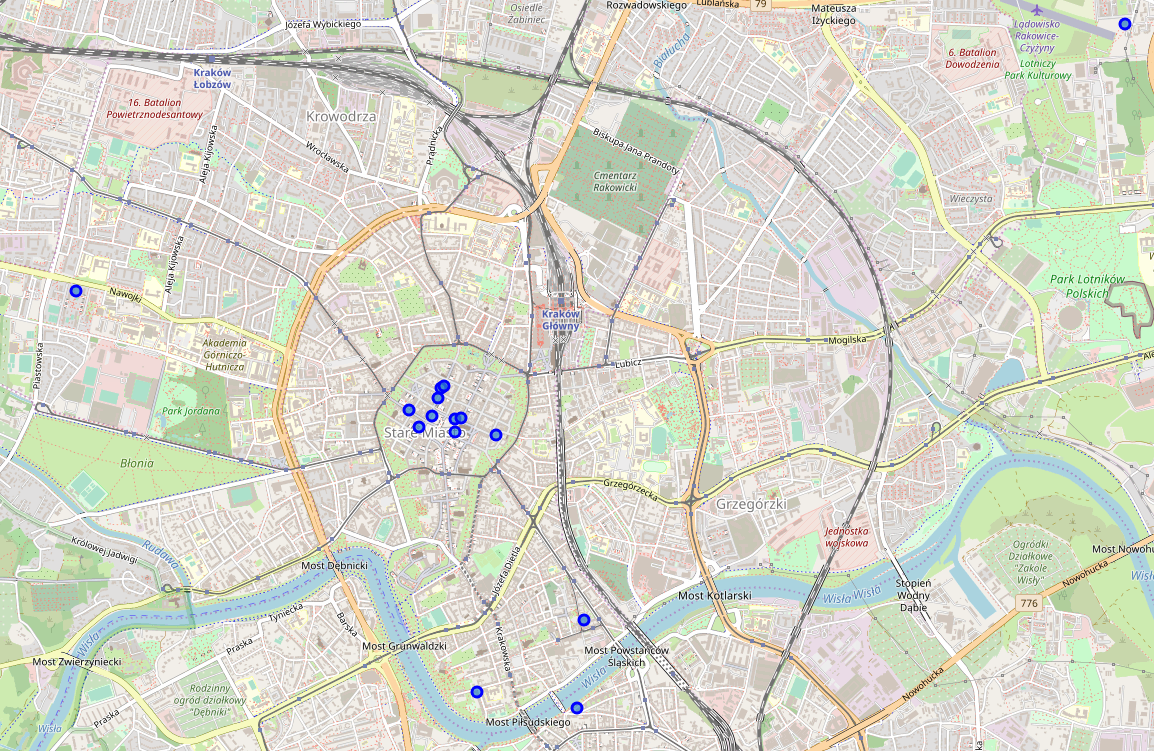 Rozwadowskiego
Lublańska
79
Mateusza
Iżyckiego
Osiedle
Żabiniec
Józefa Wybickiego
Lądowisko
Rakowice-
Czyżyny
Lotniczy
Park Kulturowy
6. Batalion
Dowodzenia
Białucha
Kraków
Łobzów
16. Batalion
Powietrznodesantowy
Krowodrza
Prądnicka
Wrocławska
Aleja Kijowska
Biskupa Jana Prandoty
Cmentarz
Rakowicki
Wieczysta
Aleja Kijowska
Nawojki
Park Lotników
Polskich
Kraków
Główny
Mogilska
Lubicz
Akademia
Górniczo-
Hutnicza
Piastowska
Park Jordana
Stare Miasto
Błonia
Grzegórzecka
Grzegórzki
Jednostka
wojskowa
Rudawa
Królowej Jadwigi
Most Dębnicki
Józefa Dietla
Ogródki
Działkowe
"Zakole
Wisły"
Most Nowohu
Nowohucka
Wisła
776
Stopień
Wodny
Dąbie
Most Kotlarski
Wisła Wisła
Tyniecka
Barska
Praska
Most Grunwaldzki
Krakowska
Most Powstańców
Śląskich
Wisła
Most Zwierzyniecki
Wisła
Rodzinny
ogród działkowy
"Dębniki"
Praska
Wisła
Most Piłsudskiego
Nowohucka